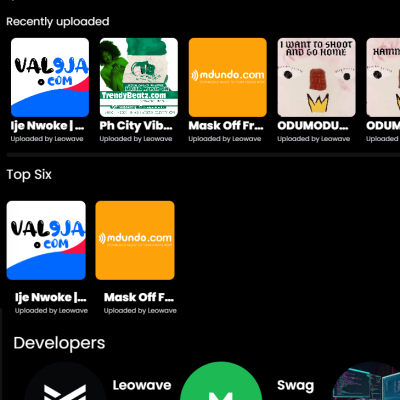 Recently uploaded
VAL9JA
.COM
TrendyBeatz.com
mdundo.com
I WANT TO SHOOT
AND GO HOME
HAMM
Ije Nwoke | ...
Ph City Vib...
Mask Off Fr...
ODUMODU...
ODUM
Uploaded by Leowave
Uploaded by Leowave
Uploaded by Leowave
Uploaded by Leowave
Uploaded
Top Six
VAL9JA
.COM
mdundo.com
Ije Nwoke |...
Mask Off F...
Uploaded by Leowave
Uploaded by Leowave
Developers
Leowave
Swag